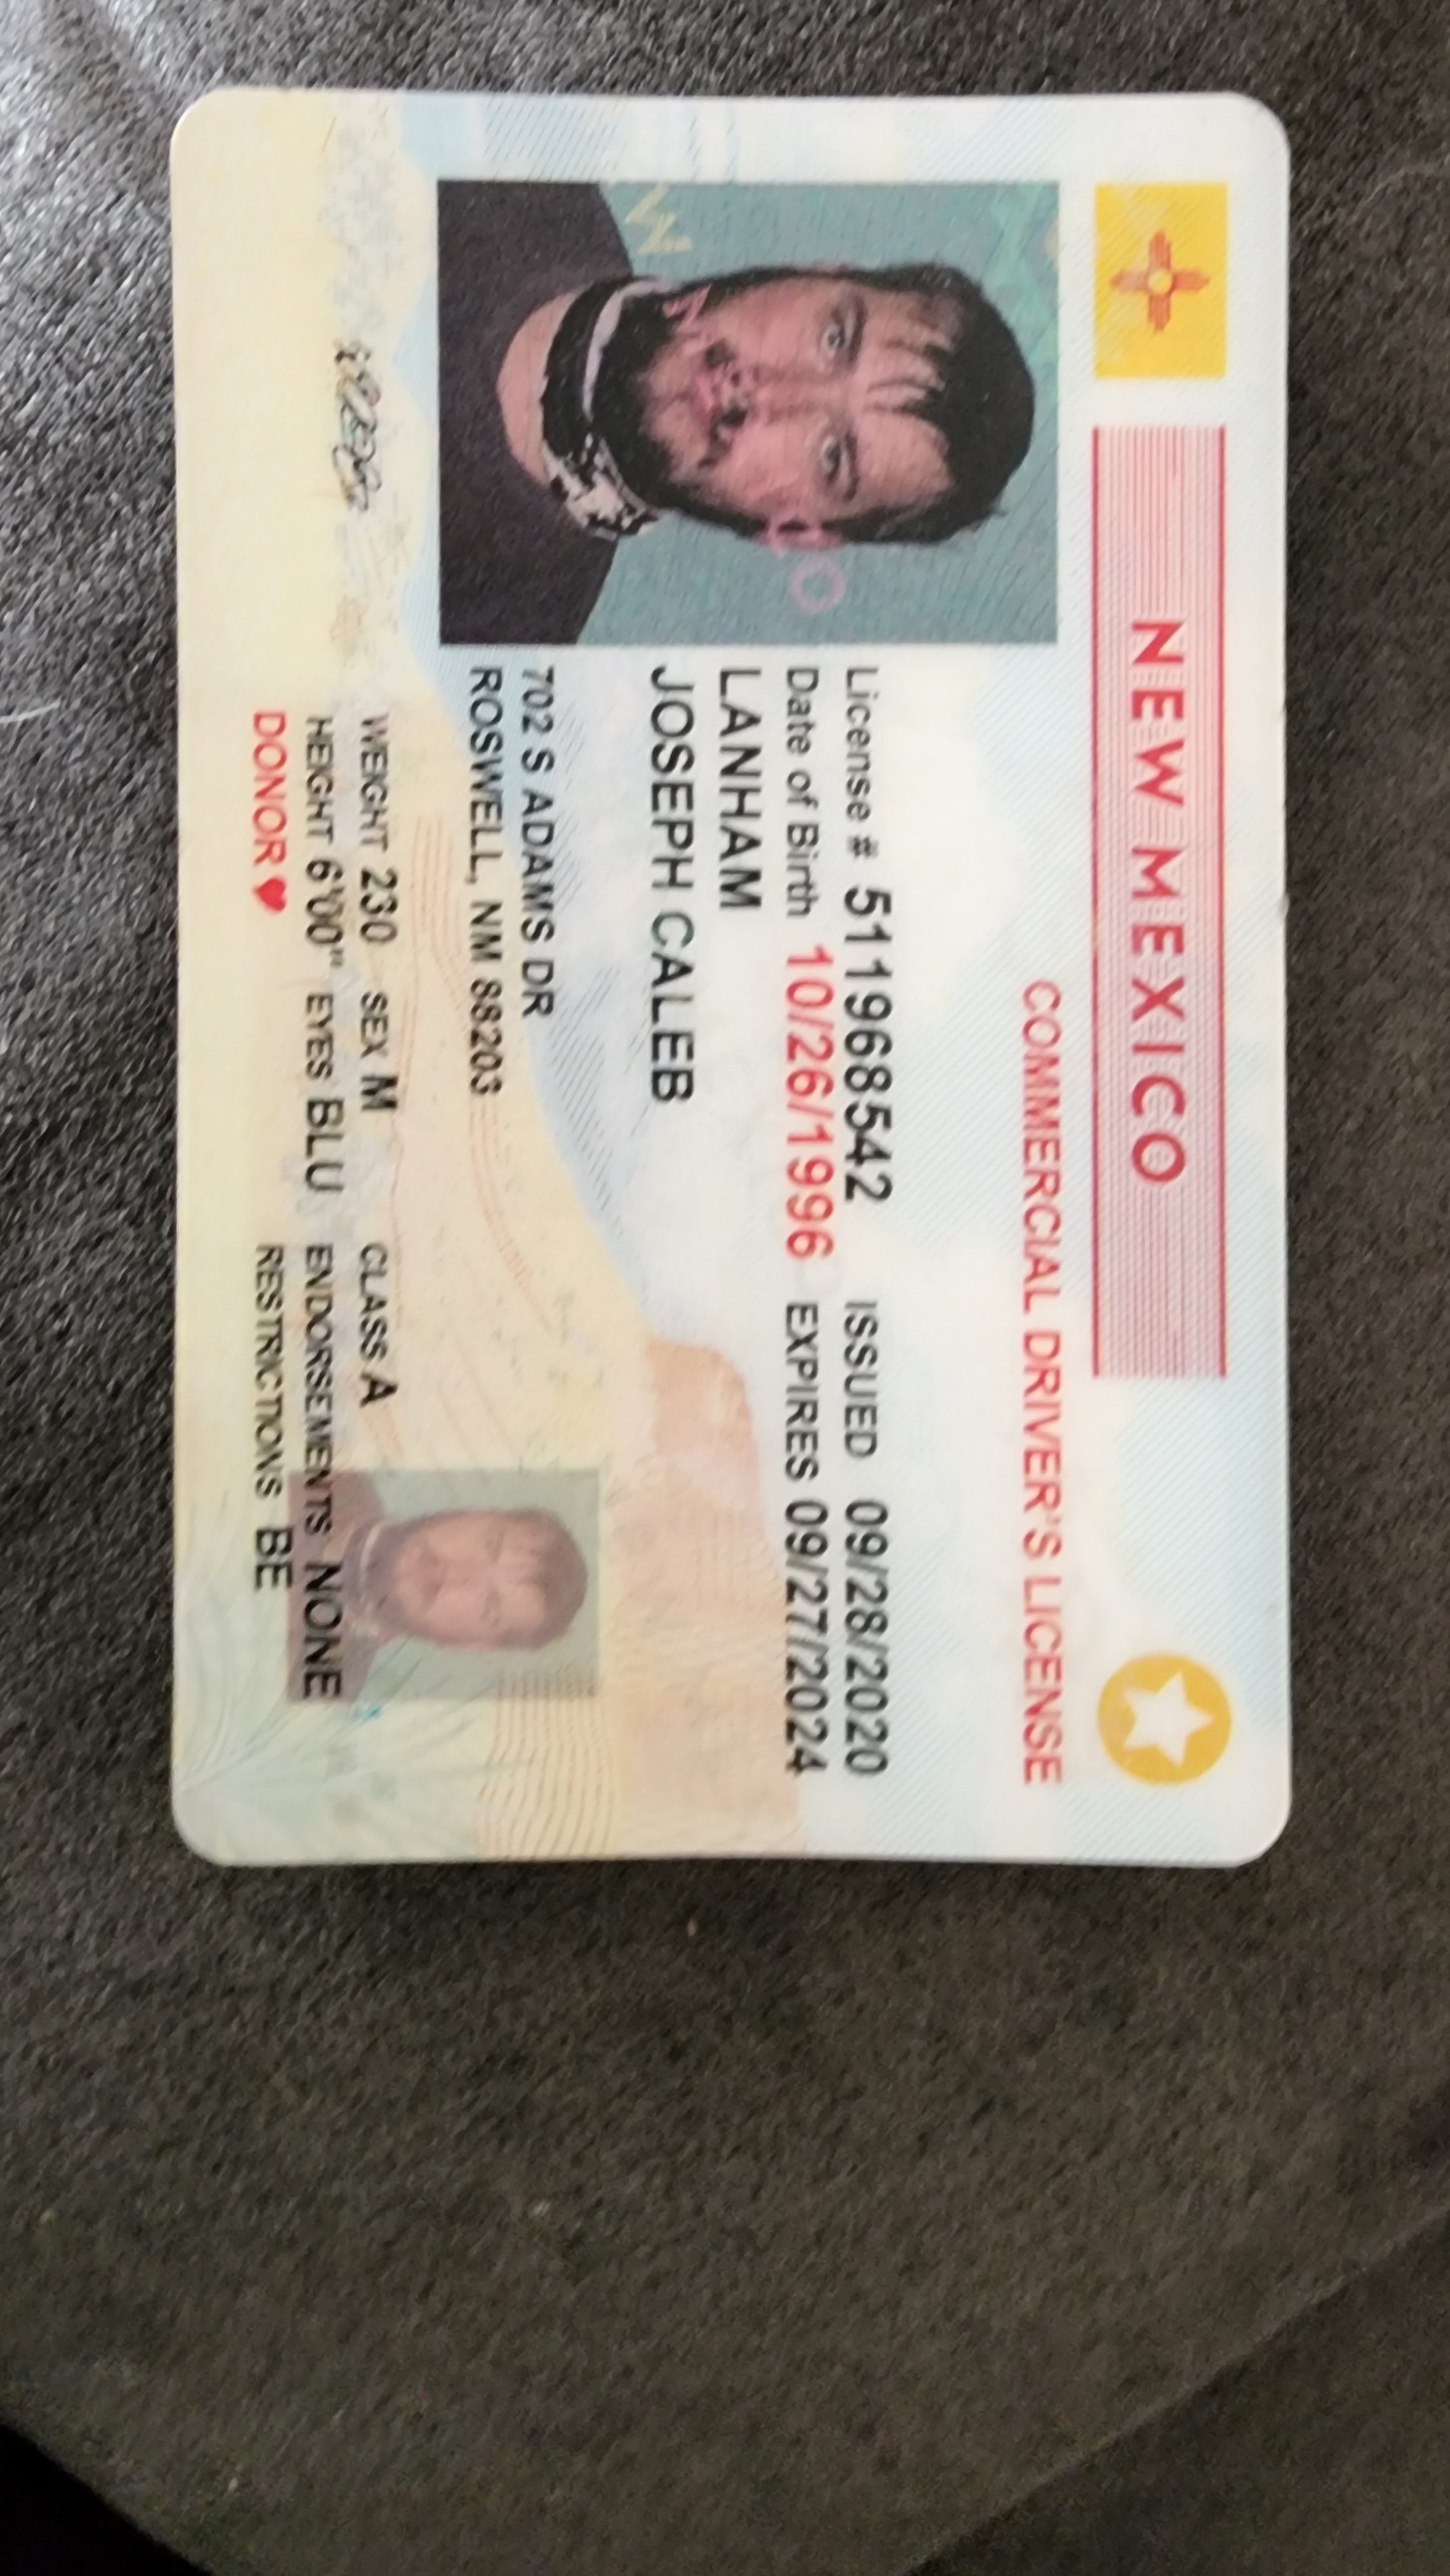 NEW MEXICO
COMMERCIAL DRIVER'S LICENSE
License # 511968542 ISSUED 09/28/2020
Date of Birth 10/26/1996 EXPIRES 09/27/2024
LANHAM
JOSEPH CALEB
702 S ADAMS DR
ROSWELL, NM 88203
WEIGHT 230 SEX M CLASS A
HEIGHT 6'00" EYES BLU ENDORSEMENTS NONE
DONOR RESTRICTIONS BE